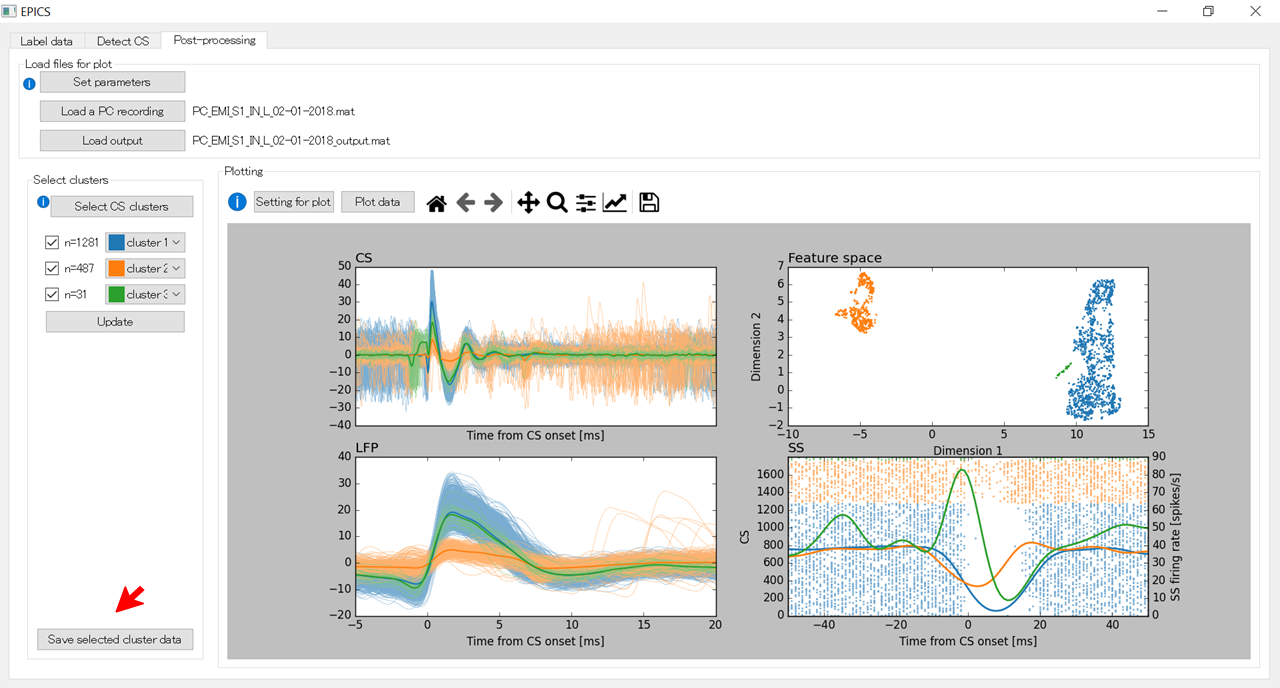 EPICS
Label data Detect CS Post-processing
Load files for plot
i Set parameters
Load a PC recording PC_EMI_S1_IN_L_02-01-2018.mat
Load output PC_EMI_S1_IN_L_02-01-2018_output.mat
Select clusters
i Select CS clusters
n=1281 cluster 1
n=487 cluster 2
n=31 cluster 3
Update
Save selected cluster data
Plotting
i Setting for plot Plot data
CS
50
40
30
20
10
0
−10
−20
−30
−40
Time from CS onset [ms]
Feature space
7
6
5
4
3
2
1
0
−1
−2
Dimension 2
−10 −5 0 5 10 15
Dimension 1
LFP
40
30
20
10
0
−10
−20
−5 0 5 10 15 20
Time from CS onset [ms]
SS
1600
1400
1200
1000
800
600
400
200
0
CS
90
80
70
60
50
40
30
20
10
0
SS firing rate [spikes/s]
−40 −20 0 20 40
Time from CS onset [ms]